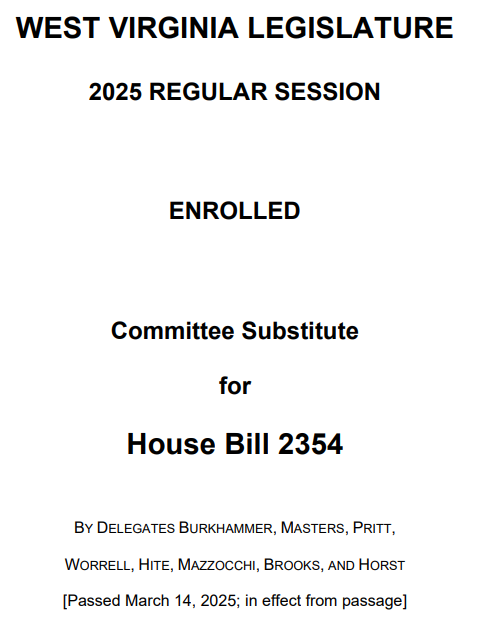 WEST VIRGINIA LEGISLATURE
2025 REGULAR SESSION
ENROLLED
Committee Substitute
for
House Bill 2354
BY DELEGATES BURKHAMMER, MASTERS, PRITT,
WORRELL, HITE, MAZZOCCHI, BROOKS, AND HORST
[Passed March 14, 2025; in effect from passage]